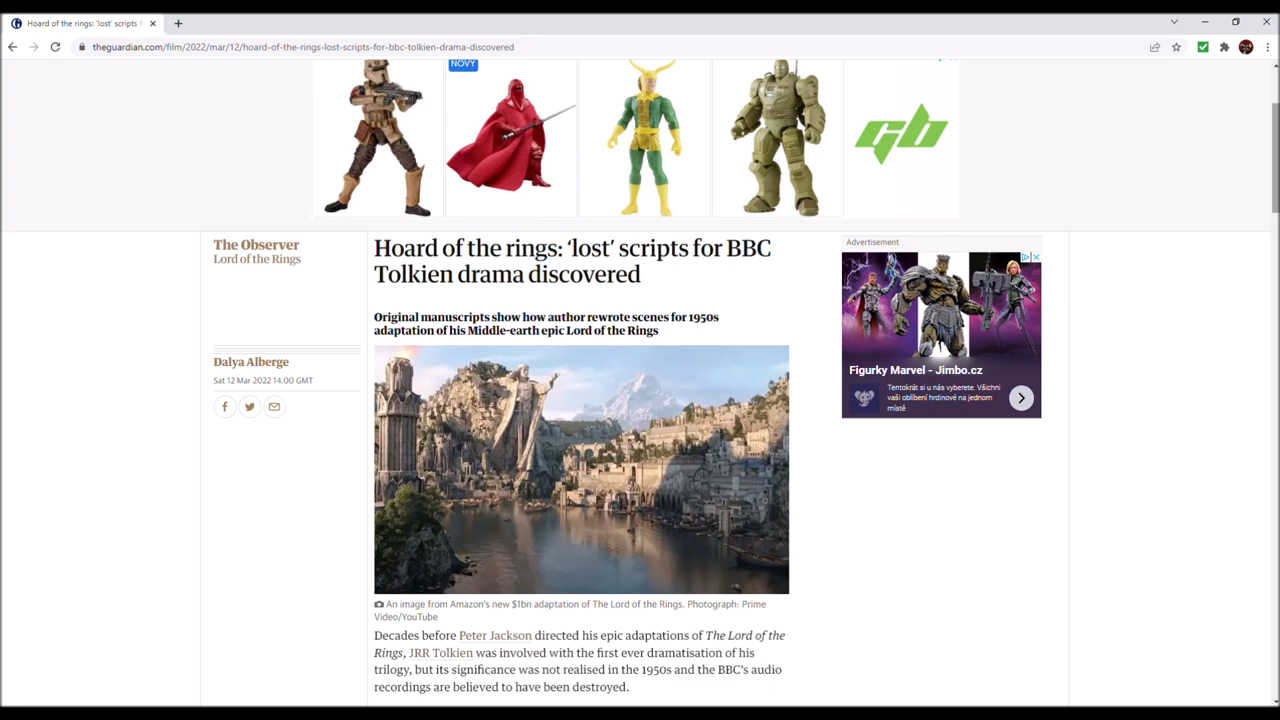 Hoard of the rings: 'lost' scripts f
theguardian.com/film/2022/mar/12/hoard-of-the-rings-lost-scripts-for-bbc-tolkien-drama-discovered
NOVÝ
The Observer
Lord of the Rings
Hoard of the rings: ‘lost’ scripts for BBC
Tolkien drama discovered
Original manuscripts show how author rewrote scenes for 1950s
adaptation of his Middle-earth epic Lord of the Rings
Dalya Alberge
Sat 12 Mar 2022 14.00 GMT
An image from Amazon’s new $1bn adaptation of The Lord of the Rings. Photograph: Prime
Video/YouTube
Decades before Peter Jackson directed his epic adaptations of The Lord of the
Rings, JRR Tolkien was involved with the first ever dramatisation of his
trilogy, but its significance was not realised in the 1950s and the BBC’s audio
recordings are believed to have been destroyed.
Advertisement
Figurky Marvel - Jimbo.cz
Tentokrát si u nás vyberete. Všichni
vaši oblíbení hrdinové na jednom
místě